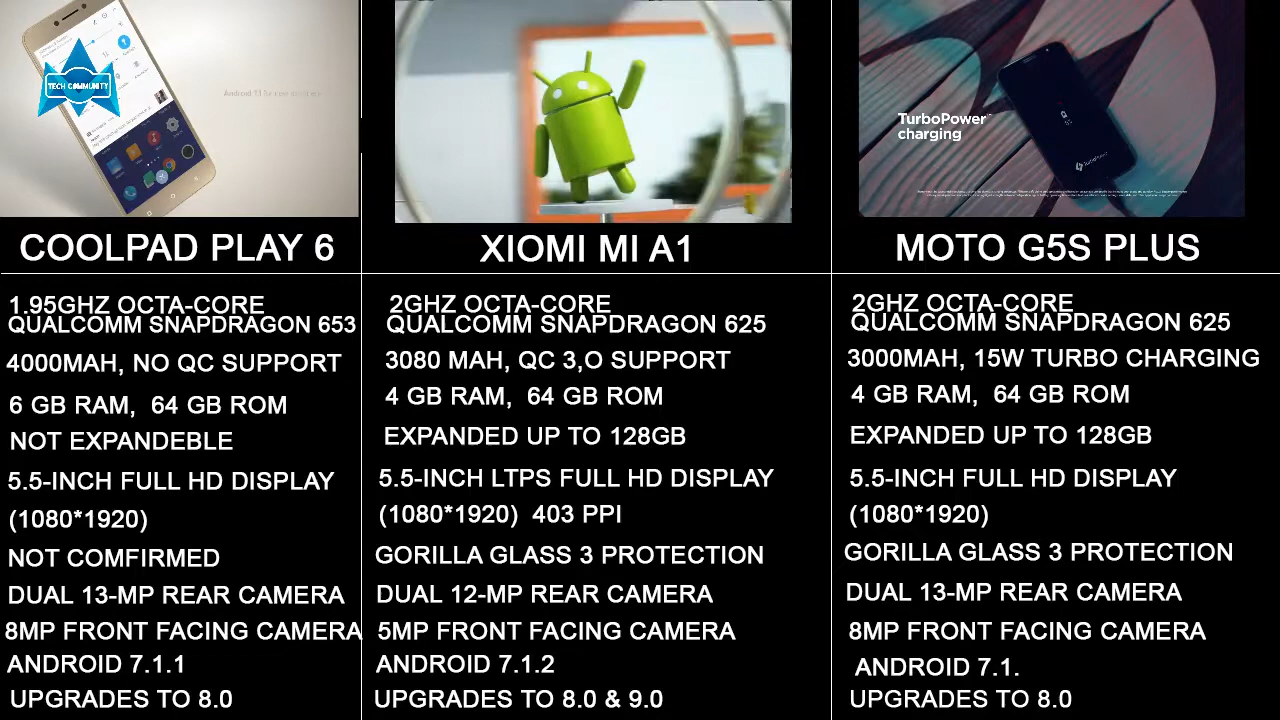 TECH COMMUNITY
TurboPower™
charging
COOLPAD PLAY 6
1.95GHZ OCTA-CORE
QUALCOMM SNAPDRAGON 653
4000MAH, NO QC SUPPORT
6 GB RAM,  64 GB ROM
NOT EXPANDEBLE
5.5-INCH FULL HD DISPLAY
(1080*1920)
NOT COMFIRMED
DUAL 13-MP REAR CAMERA
8MP FRONT FACING CAMERA
ANDROID 7.1.1
UPGRADES TO 8.0
XIOMI MI A1
2GHZ OCTA-CORE
QUALCOMM SNAPDRAGON 625
3080 MAH, QC 3,O SUPPORT
4 GB RAM,  64 GB ROM
EXPANDED UP TO 128GB
5.5-INCH LTPS FULL HD DISPLAY
(1080*1920)  403 PPI
GORILLA GLASS 3 PROTECTION
DUAL 12-MP REAR CAMERA
5MP FRONT FACING CAMERA
ANDROID 7.1.2
UPGRADES TO 8.0 & 9.0
MOTO G5S PLUS
2GHZ OCTA-CORE
QUALCOMM SNAPDRAGON 625
3000MAH, 15W TURBO CHARGING
4 GB RAM,  64 GB ROM
EXPANDED UP TO 128GB
5.5-INCH FULL HD DISPLAY
(1080*1920)
GORILLA GLASS 3 PROTECTION
DUAL 13-MP REAR CAMERA
8MP FRONT FACING CAMERA
ANDROID 7.1.
UPGRADES TO 8.0